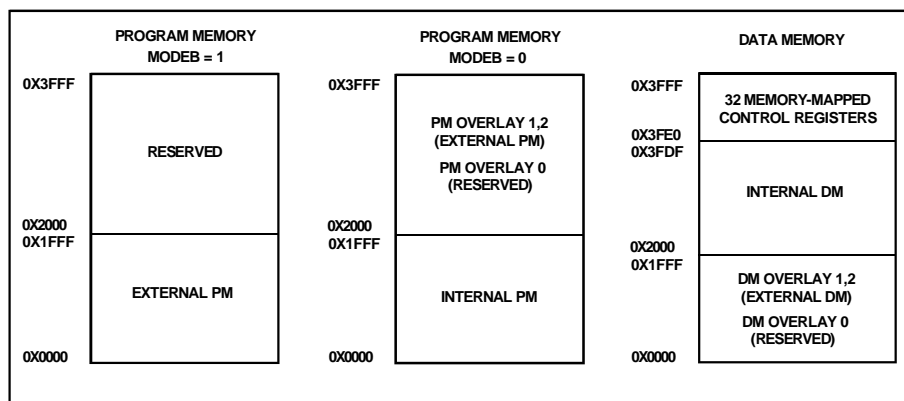 PROGRAM MEMORY
MODEB = 1
0X3FFF
RESERVED
0X2000
0X1FFF
EXTERNAL PM
0X0000
PROGRAM MEMORY
MODEB = 0
0X3FFF
PM OVERLAY 1,2
(EXTERNAL PM)
PM OVERLAY 0
(RESERVED)
0X2000
0X1FFF
INTERNAL PM
0X0000
DATA MEMORY
0X3FFF
32 MEMORY-MAPPED
CONTROL REGISTERS
0X3FE0
0X3FDF
INTERNAL DM
0X2000
0X1FFF
DM OVERLAY 1,2
(EXTERNAL DM)
DM OVERLAY 0
(RESERVED)
0X0000